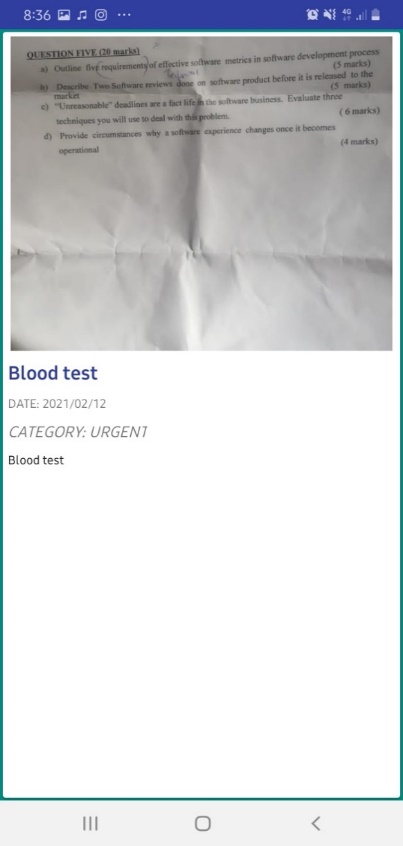 8:36
4G
QUESTION FIVE (20 marks)
a) Outline five requirements of effective software metrics in software development process
(5 marks)
b) Describe Two Software reviews done on software product before it is released to the
market
(5 marks)
c) "Unreasonable" deadlines are a fact life in the software business. Evaluate three
techniques you will use to deal with this problem.
(6 marks)
d) Provide circumstances why a software experience changes once it becomes
operational
(4 marks)
Blood test
DATE: 2021/02/12
CATEGORY: URGENT
Blood test